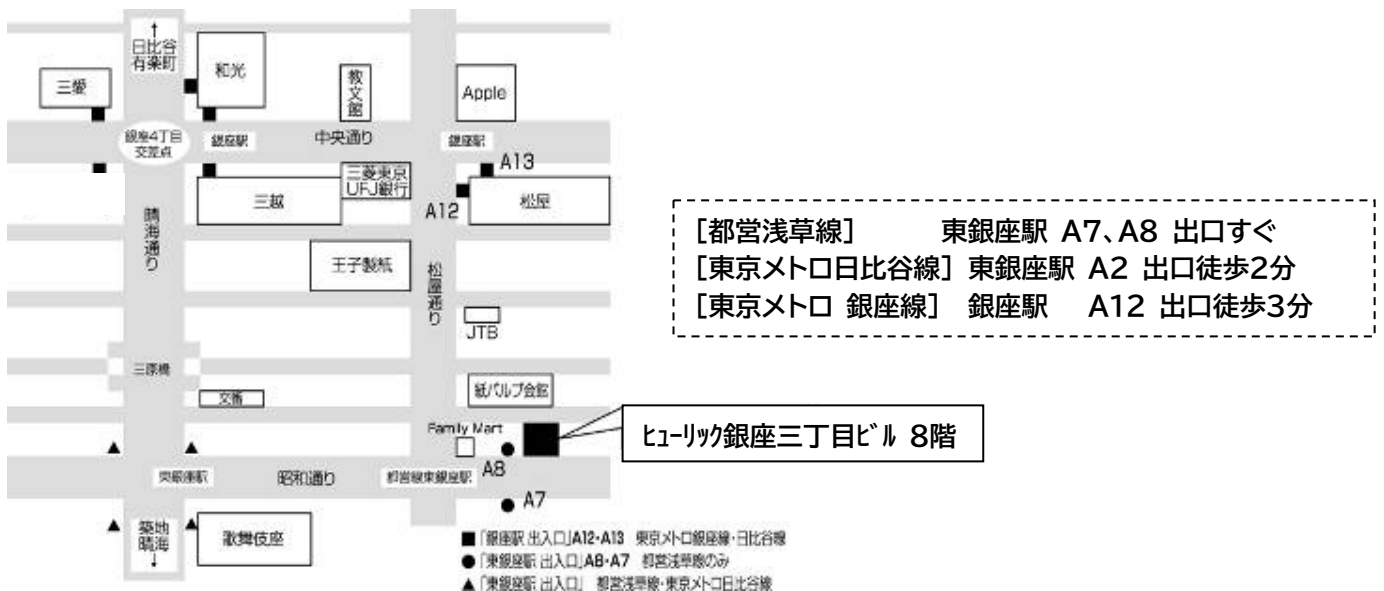 ↑
日比谷
有楽町
和光
三愛
教文館
Apple
銀座4丁目
交差点
銀座駅
中央通り
銀座駅
A13
三菱東京
UFJ銀行
三越
A12
松屋
晴海通り
王子製紙
松屋通り
JTB
三原橋
交番
紙パルプ会館
Family Mart
A8
東銀座駅
昭和通り
都営線東銀座駅
A7
築地
晴海
↓
歌舞伎座
[都営浅草線] 東銀座駅 A7、A8 出口すぐ
[東京メトロ日比谷線] 東銀座駅 A2 出口徒歩2分
[東京メトロ 銀座線] 銀座駅 A12 出口徒歩3分
ヒューリック銀座三丁目ビル 8階
■「銀座駅 出入口」A12・A13 東京メトロ銀座線・日比谷線
●「東銀座駅 出入口」A8・A7 都営浅草線のみ
▲「東銀座駅 出入口」 都営浅草線・東京メトロ日比谷線